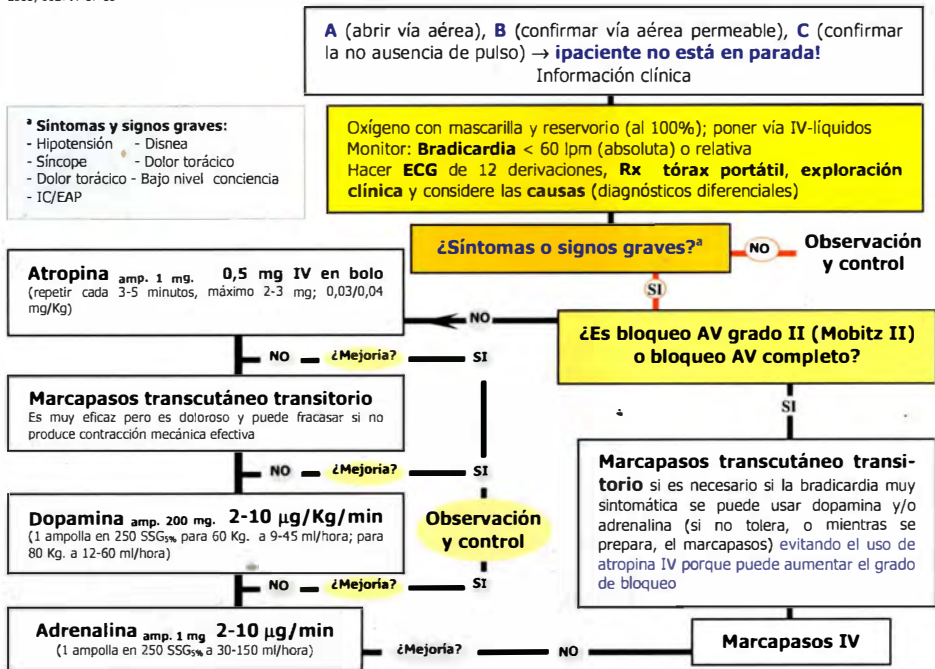 A (abrir vía aérea), B (confirmar vía aérea permeable), C (confirmar
la no ausencia de pulso) → ¡paciente no está en parada!
Información clínica
ª Síntomas y signos graves:
- Hipotensión - Disnea
- Síncope - Dolor torácico
- Dolor torácico - Bajo nivel conciencia
- IC/EAP
Oxígeno con mascarilla y reservorio (al 100%); poner vía IV-líquidos
Monitor: Bradicardia < 60 lpm (absoluta) o relativa
Hacer ECG de 12 derivaciones, Rx tórax portátil, exploración
clínica y considere las causas (diagnósticos diferenciales)
¿Síntomas o signos graves?ª
NO
Observación
y control
SI
Atropina amp. 1 mg. 0,5 mg IV en bolo
(repetir cada 3-5 minutos, máximo 2-3 mg; 0,03/0,04
mg/Kg)
NO
¿Es bloqueo AV grado II (Mobitz II)
o bloqueo AV completo?
NO ¿Mejoría? SI
SI
Marcapasos transcutáneo transitorio
Es muy eficaz pero es doloroso y puede fracasar si no
produce contracción mecánica efectiva
NO ¿Mejoría? SI
Marcapasos transcutáneo transi-
torio si es necesario si la bradicardia muy
sintomática se puede usar dopamina y/o
adrenalina (si no tolera, o mientras se
prepara, el marcapasos) evitando el uso de
atropina IV porque puede aumentar el grado
de bloqueo
Dopamina amp. 200 mg. 2-10 µg/Kg/min
(1 ampolla en 250 SSG5% para 60 Kg. a 9-45 ml/hora; para
80 Kg. a 12-60 ml/hora)
Observación
y control
NO ¿Mejoría? SI
Adrenalina amp. 1 mg 2-10 µg/min
(1 ampolla en 250 SSG5% a 30-150 ml/hora)
¿Mejoría? NO
Marcapasos IV